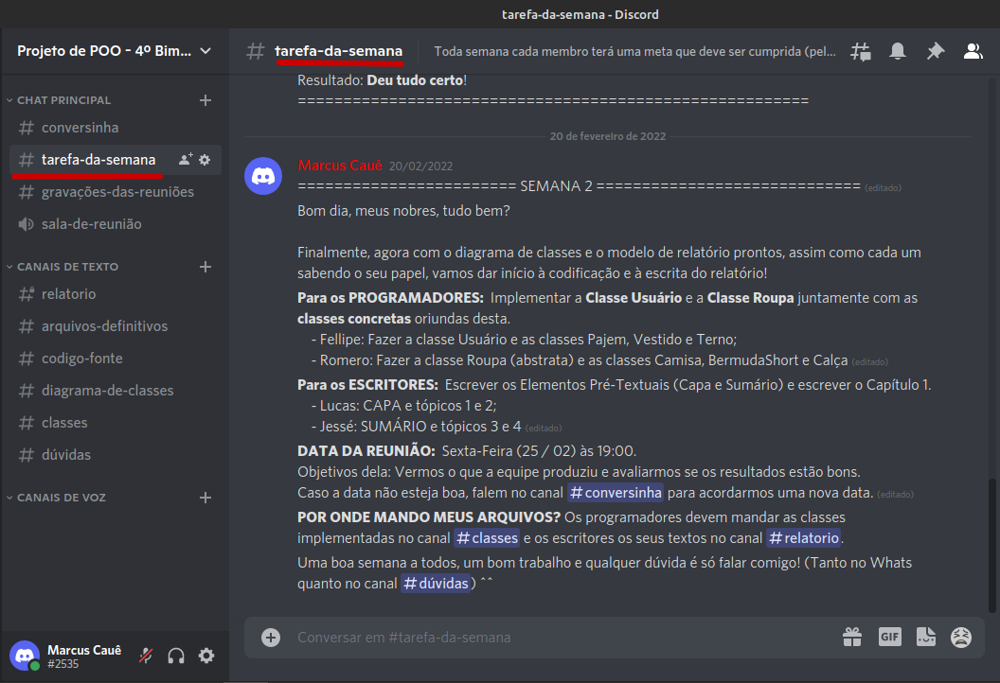 tarefa-da-semana - Discord
Projeto de POO - 4º Bim...
CHAT PRINCIPAL
conversinha
tarefa-da-semana
gravações-das-reuniões
sala-de-reunião
CANAIS DE TEXTO
relatorio
arquivos-definitivos
codigo-fonte
diagrama-de-classes
classes
dúvidas
CANAIS DE VOZ
Marcus Cauê
#2535
tarefa-da-semana
Toda semana cada membro terá uma meta que deve ser cumprida (pel...
Resultado: Deu tudo certo!
========================================================
20 de fevereiro de 2022
Marcus Cauê 20/02/2022
======================== SEMANA 2 ============================= (editado)
Bom dia, meus nobres, tudo bem?
Finalmente, agora com o diagrama de classes e o modelo de relatório prontos, assim como cada um
sabendo o seu papel, vamos dar início à codificação e à escrita do relatório!
Para os PROGRAMADORES: Implementar a Classe Usuário e a Classe Roupa juntamente com as
classes concretas oriundas desta.
- Fellipe: Fazer a classe Usuário e as classes Pajem, Vestido e Terno;
- Romero: Fazer a classe Roupa (abstrata) e as classes Camisa, BermudaShort e Calça (editado)
Para os ESCRITORES: Escrever os Elementos Pré-Textuais (Capa e Sumário) e escrever o Capítulo 1.
- Lucas: CAPA e tópicos 1 e 2;
- Jessé: SUMÁRIO e tópicos 3 e 4 (editado)
DATA DA REUNIÃO: Sexta-Feira (25 / 02) às 19:00.
Objetivos dela: Vermos o que a equipe produziu e avaliarmos se os resultados estão bons.
Caso a data não esteja boa, falem no canal #conversinha para acordarmos uma nova data. (editado)
POR ONDE MANDO MEUS ARQUIVOS? Os programadores devem mandar as classes
implementadas no canal #classes e os escritores os seus textos no canal #relatorio.
Uma boa semana a todos, um bom trabalho e qualquer dúvida é só falar comigo! (Tanto no Whats
quanto no canal #dúvidas) ^^
Conversar em #tarefa-da-semana
GIF